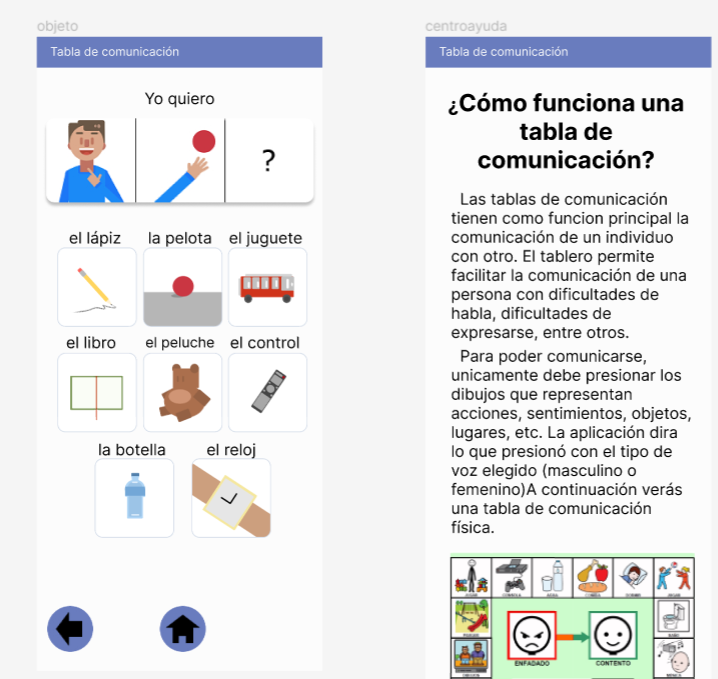 objeto
Tabla de comunicación
Yo quiero
?
el lápiz
la pelota
el juguete
el libro
el peluche
el control
la botella
el reloj
centroayuda
Tabla de comunicación
¿Cómo funciona una
tabla de
comunicación?
Las tablas de comunicación
tienen como funcion principal la
comunicación de un individuo
con otro. El tablero permite
facilitar la comunicación de una
persona con dificultades de
habla, dificultades de
expresarse, entre otros.
Para poder comunicarse,
unicamente debe presionar los
dibujos que representan
acciones, sentimientos, objetos,
lugares, etc. La aplicación dira
lo que presionó con el tipo de
voz elegido (masculino o
femenino)A continuación verás
una tabla de comunicación
física.
ENFADADO
CONTENTO